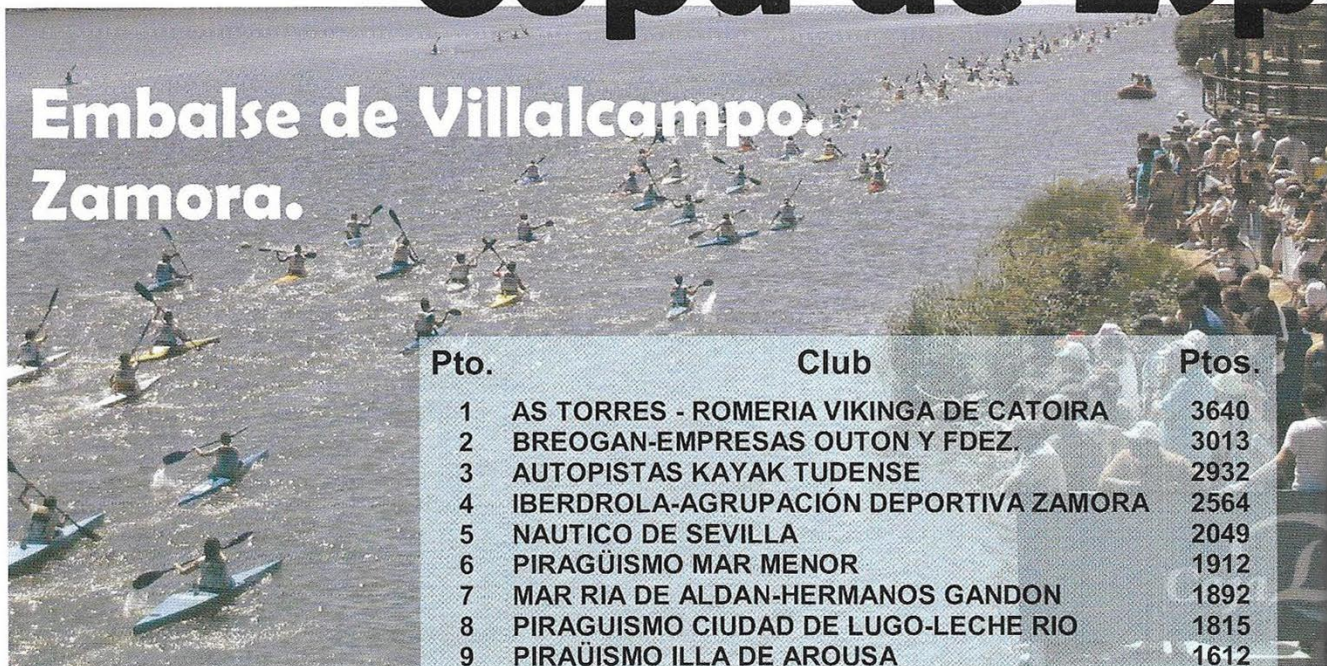 Copa de Esp
Embalse de Villalcampo.
Zamora.
Pto. Club Ptos.
1 AS TORRES - ROMERIA VIKINGA DE CATOIRA 3640
2 BREOGAN-EMPRESAS OUTON Y FDEZ. 3013
3 AUTOPISTAS KAYAK TUDENSE 2932
4 IBERDROLA-AGRUPACIÓN DEPORTIVA ZAMORA 2564
5 NAUTICO DE SEVILLA 2049
6 PIRAGÜISMO MAR MENOR 1912
7 MAR RIA DE ALDAN-HERMANOS GANDON 1892
8 PIRAGUISMO CIUDAD DE LUGO-LECHE RIO 1815
9 PIRAÜISMO ILLA DE AROUSA 1612